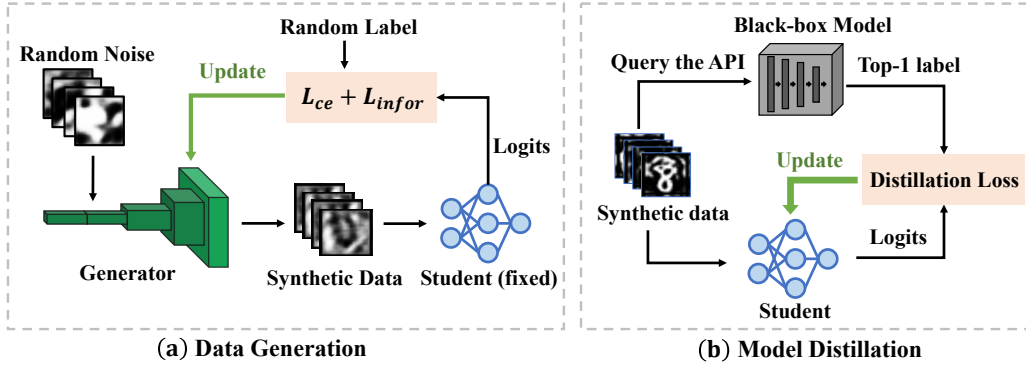 Random Noise
Random Label
Update
L_ce + L_infor
Logits
Generator
Synthetic Data
Student (fixed)
(a) Data Generation
Black-box Model
Query the API
Top-1 label
Update
Distillation Loss
Synthetic data
Logits
Student
(b) Model Distillation